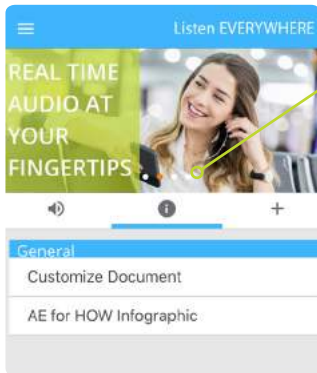 Listen EVERYWHERE
REAL TIME
AUDIO AT
YOUR
FINGERTIPS
General
Customize Document
AE for HOW Infographic